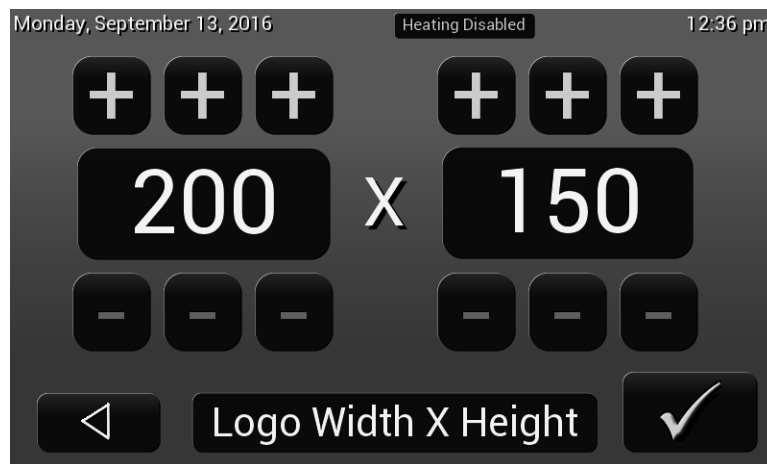 Monday, September 13, 2016 Heating Disabled 12:36 pm
+ + + + + +
200 X 150
- - - - - -
Logo Width X Height